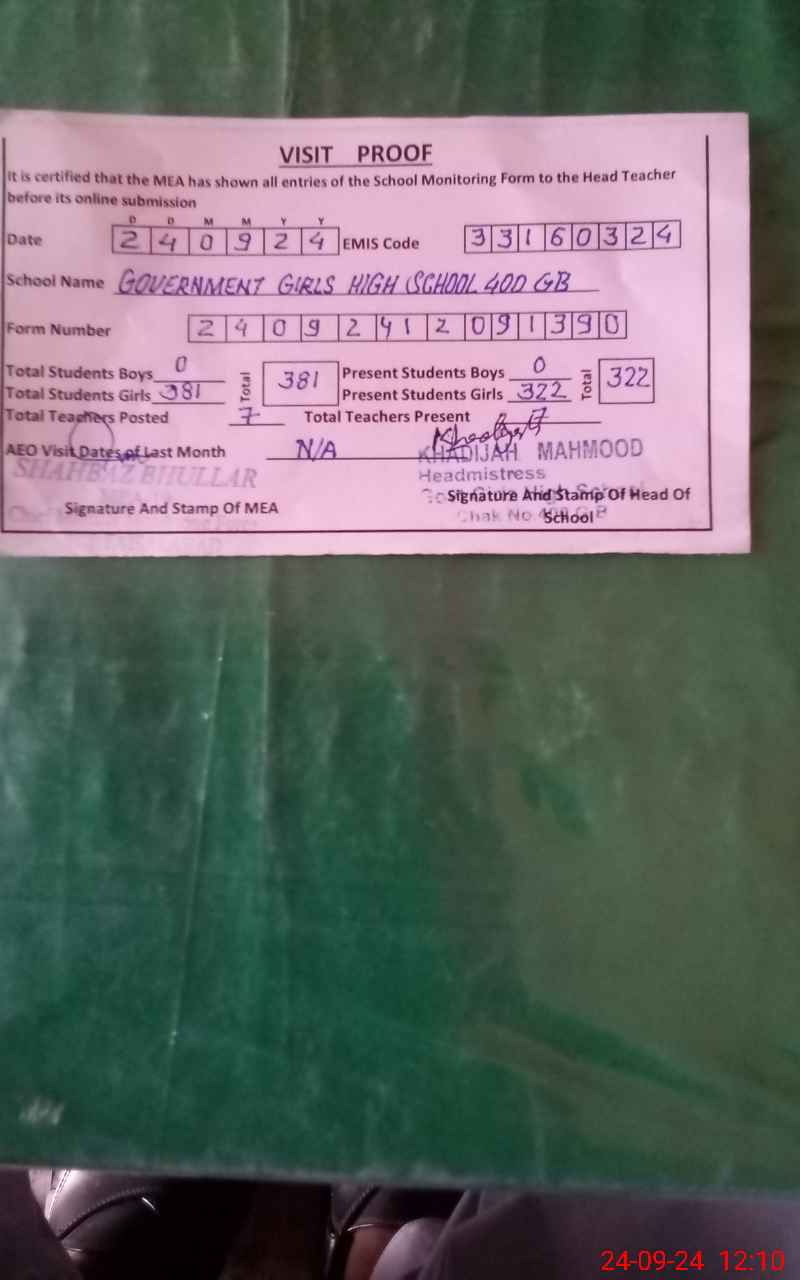 VISIT PROOF
It is certified that the MEA has shown all entries of the School Monitoring Form to the Head Teacher
before its online submission
D D M M Y Y
Date 2 4 0 9 2 4 EMIS Code 3 3 1 6 0 3 2 4
School Name GOVERNMENT GIRLS HIGH SCHOOL 400 GB
Form Number 2 4 0 9 2 4 1 2 0 9 1 3 9 0
Total Students Boys 0 Total 381 Present Students Boys 0 Total 322
Total Students Girls 381 Present Students Girls 322
Total Teachers Posted 7 Total Teachers Present 7
AEO Visit Dates of Last Month N/A KHADIJAH MAHMOOD
SHAHBAZ BHULLAR Headmistress
Signature And Stamp Of MEA Signature And Stamp Of Head Of
Chak No. School
24-09-24 12:10